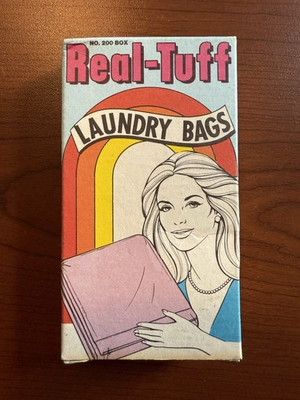 NO. 200 BOX
Real-Tuff
LAUNDRY BAGS